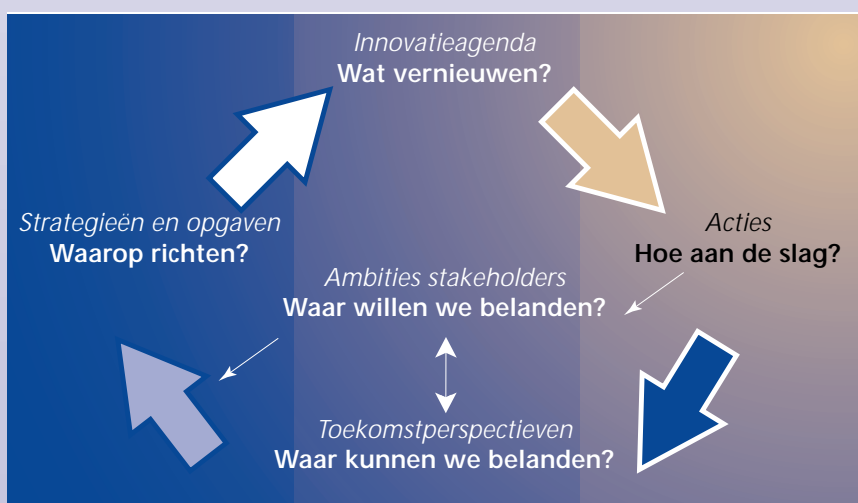 Innovatieagenda
Wat vernieuwen?
Strategieën en opgaven
Waarop richten?
Acties
Hoe aan de slag?
Ambities stakeholders
Waar willen we belanden?
Toekomstperspectieven
Waar kunnen we belanden?